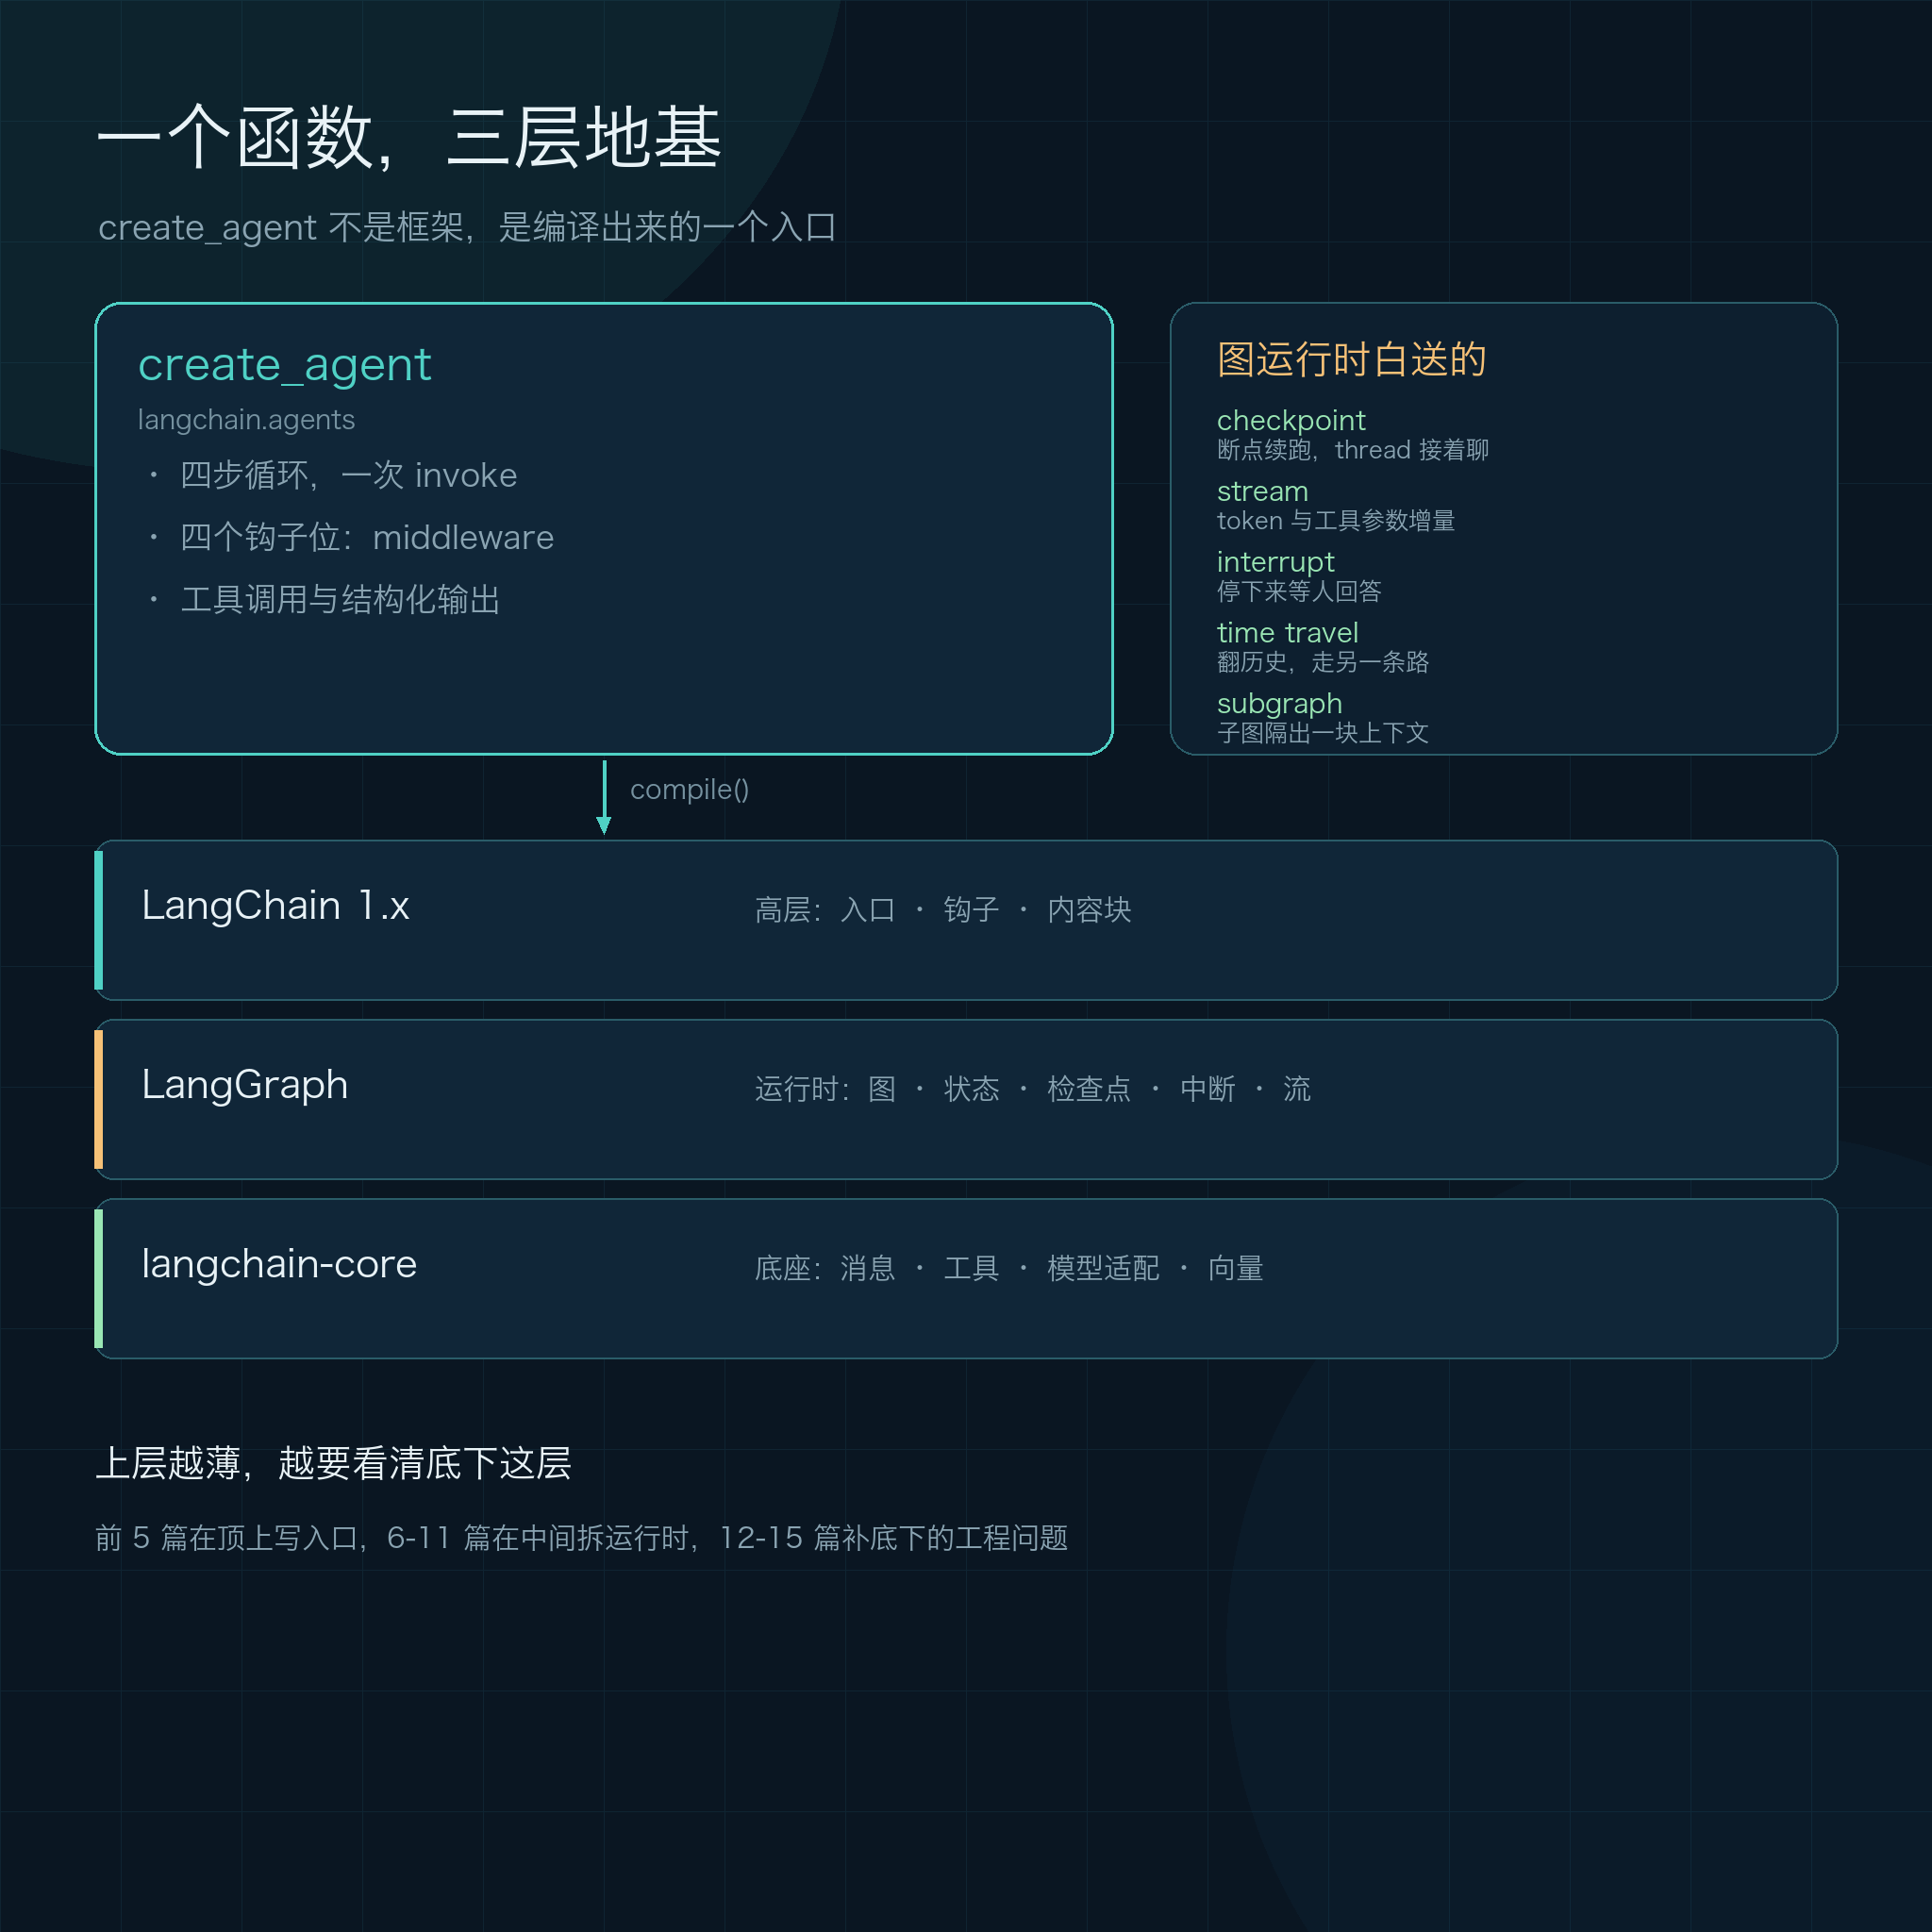 一个函数，三层地基
create_agent 不是框架，是编译出来的一个入口
create_agent
langchain.agents
· 四步循环，一次 invoke
· 四个钩子位：middleware
· 工具调用与结构化输出
图运行时白送的
checkpoint
断点续跑，thread 接着聊
stream
token 与工具参数增量
interrupt
停下来等人回答
time travel
翻历史，走另一条路
subgraph
子图隔出一块上下文
compile()
LangChain 1.x
高层：入口 · 钩子 · 内容块
LangGraph
运行时：图 · 状态 · 检查点 · 中断 · 流
langchain-core
底座：消息 · 工具 · 模型适配 · 向量
上层越薄，越要看清底下这层
前 5 篇在顶上写入口，6-11 篇在中间拆运行时，12-15 篇补底下的工程问题